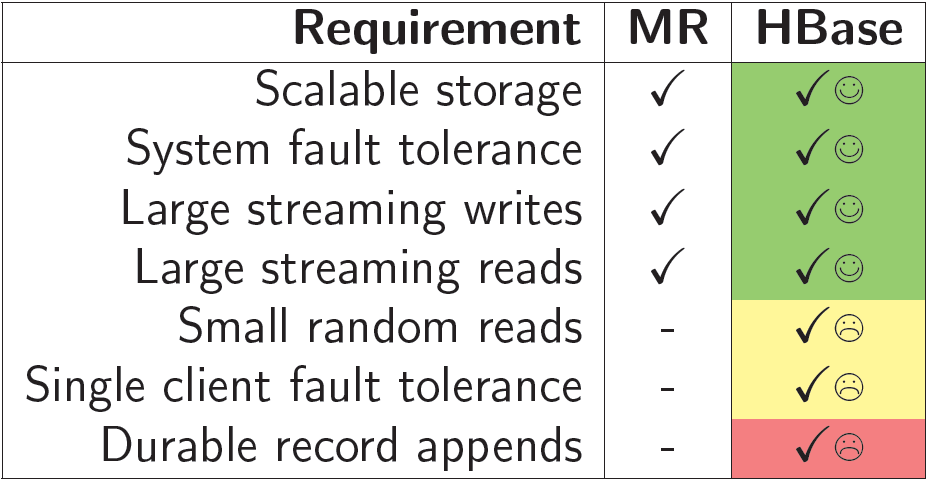 Requirement MR HBase
Scalable storage ✓ ✓☺
System fault tolerance ✓ ✓☺
Large streaming writes ✓ ✓☺
Large streaming reads ✓ ✓☺
Small random reads - ✓☹
Single client fault tolerance - ✓☹
Durable record appends - ✓☹